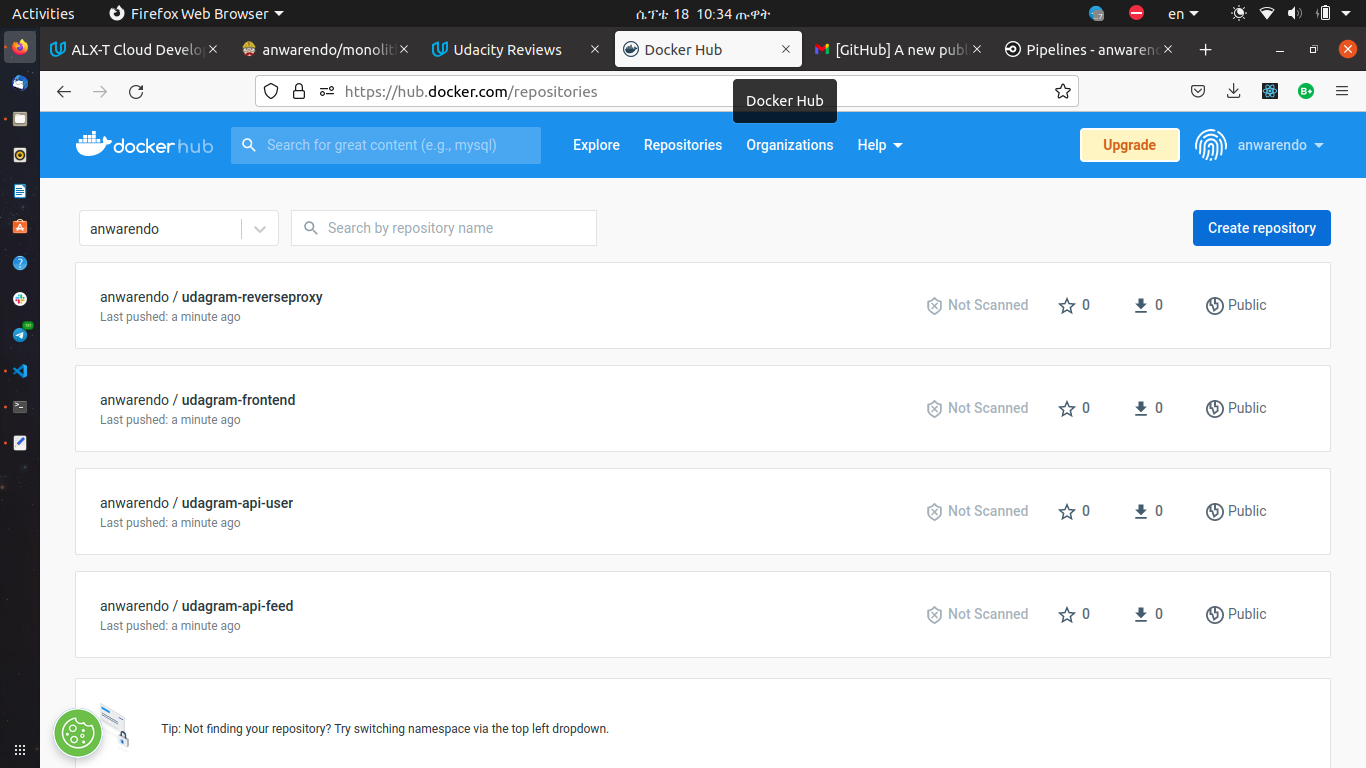 Activities
Firefox Web Browser
ሴፕቴ 18 10:34 ጡዋት
en
ALX-T Cloud Develop
anwarendo/monolit
Udacity Reviews
Docker Hub
[GitHub] A new publ
Pipelines - anwarend
https://hub.docker.com/repositories
Docker Hub
docker hub
Search for great content (e.g., mysql)
Explore
Repositories
Organizations
Help
Upgrade
anwarendo
anwarendo
Search by repository name
Create repository
anwarendo / udagram-reverseproxy
Last pushed: a minute ago
Not Scanned
0
0
Public
anwarendo / udagram-frontend
Last pushed: a minute ago
Not Scanned
0
0
Public
anwarendo / udagram-api-user
Last pushed: a minute ago
Not Scanned
0
0
Public
anwarendo / udagram-api-feed
Last pushed: a minute ago
Not Scanned
0
0
Public
Tip: Not finding your repository? Try switching namespace via the top left dropdown.